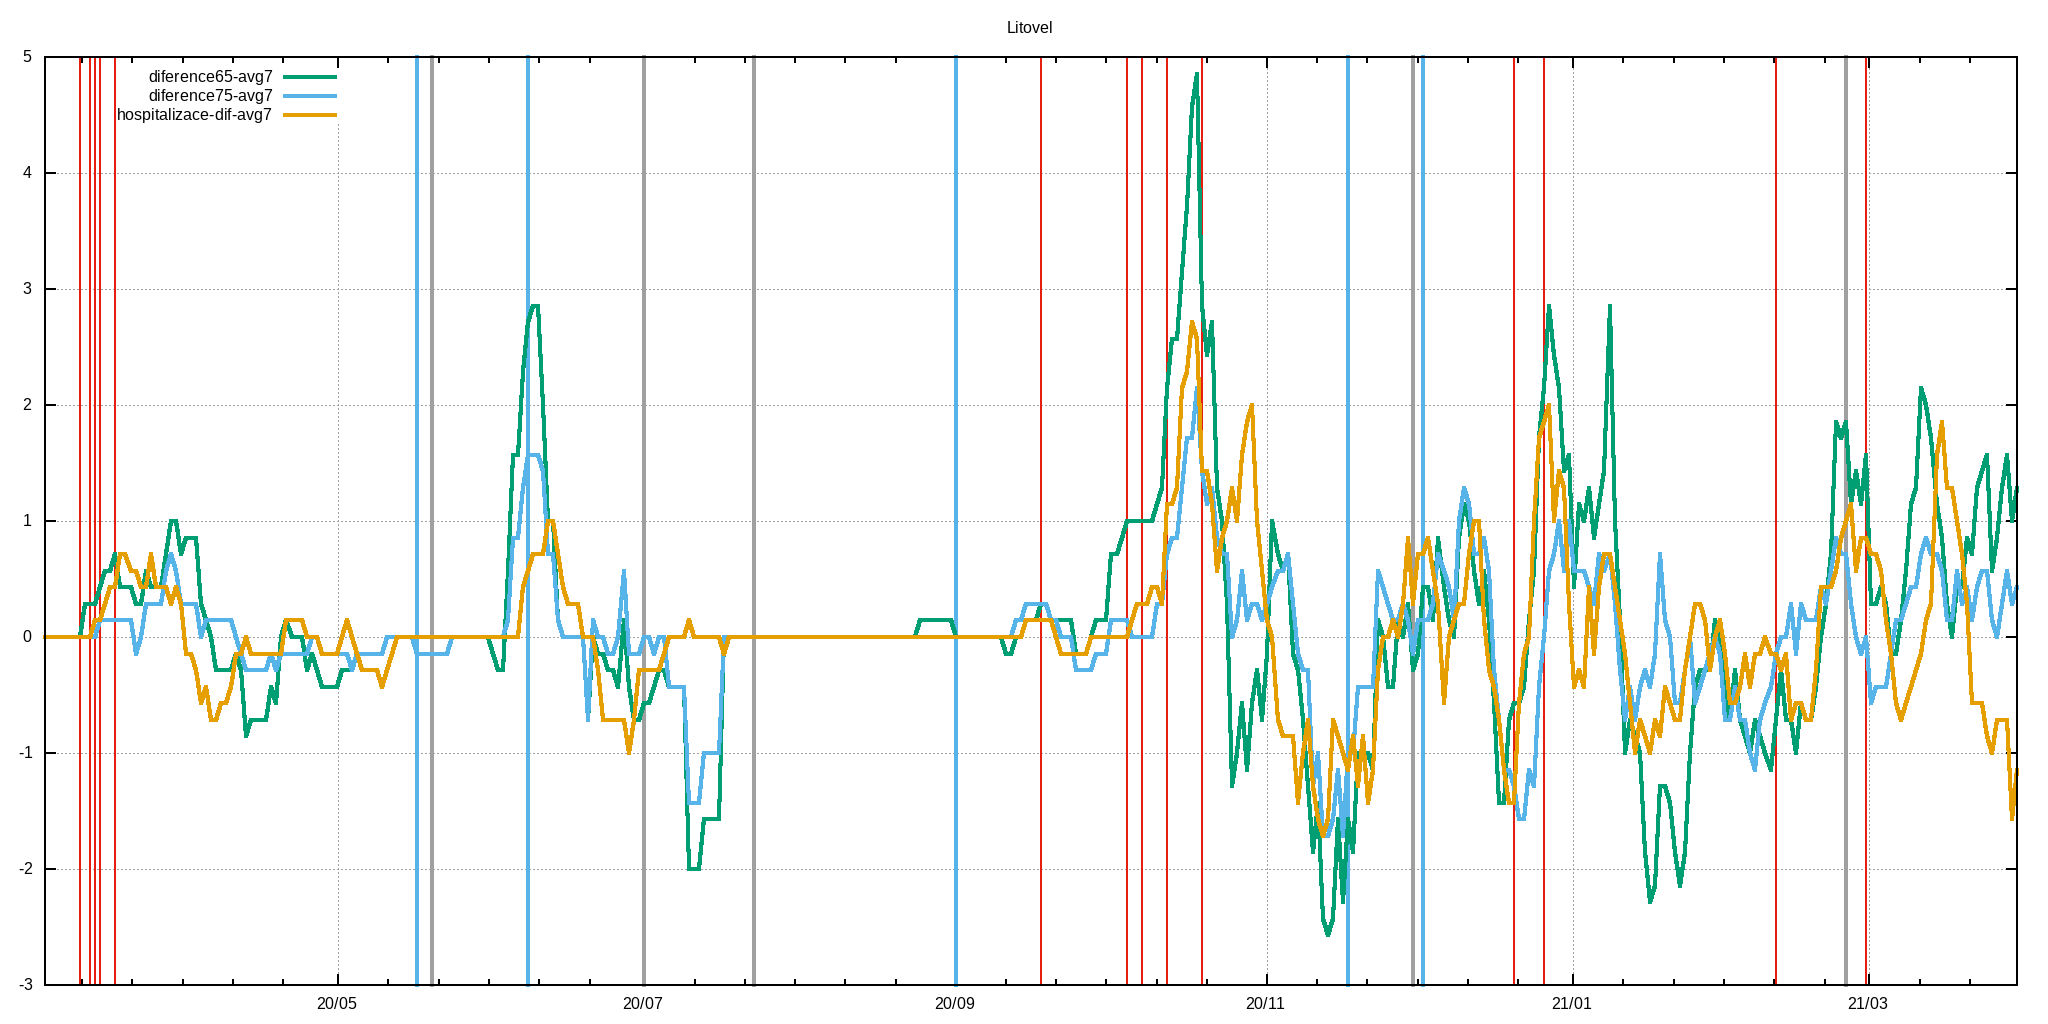 Litovel
diference65-avg7
diference75-avg7
hospitalizace-dif-avg7
5
4
3
2
1
0
-1
-2
-3
20/05 20/07 20/09 20/11 21/01 21/03